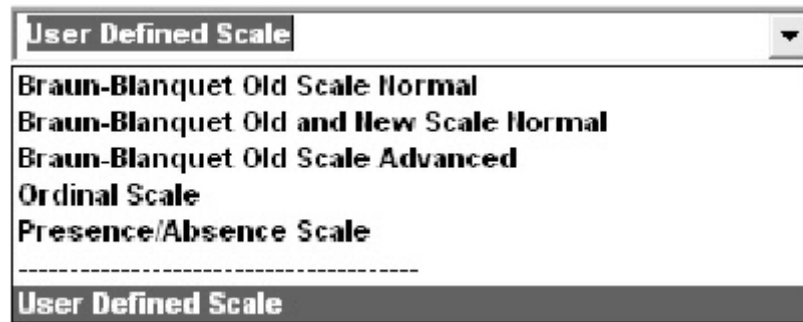 User Defined Scale
Braun-Blanquet Old Scale Normal
Braun-Blanquet Old and New Scale Normal
Braun-Blanquet Old Scale Advanced
Ordinal Scale
Presence/Absence Scale
---------------------------------------
User Defined Scale